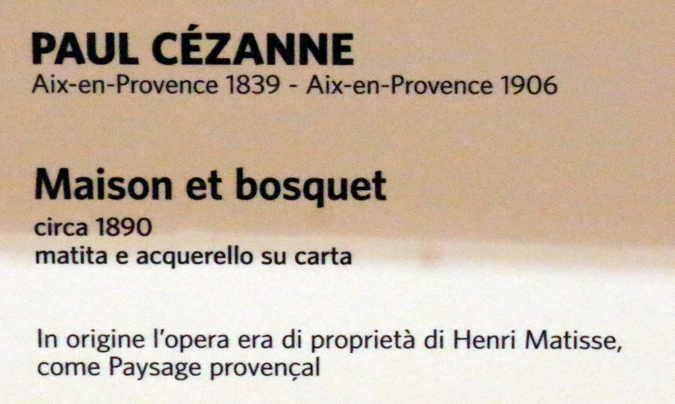 PAUL CÉZANNE
Aix-en-Provence 1839 - Aix-en-Provence 1906
Maison et bosquet
circa 1890
matita e acquerello su carta
In origine l'opera era di proprietà di Henri Matisse,
come Paysage provençal